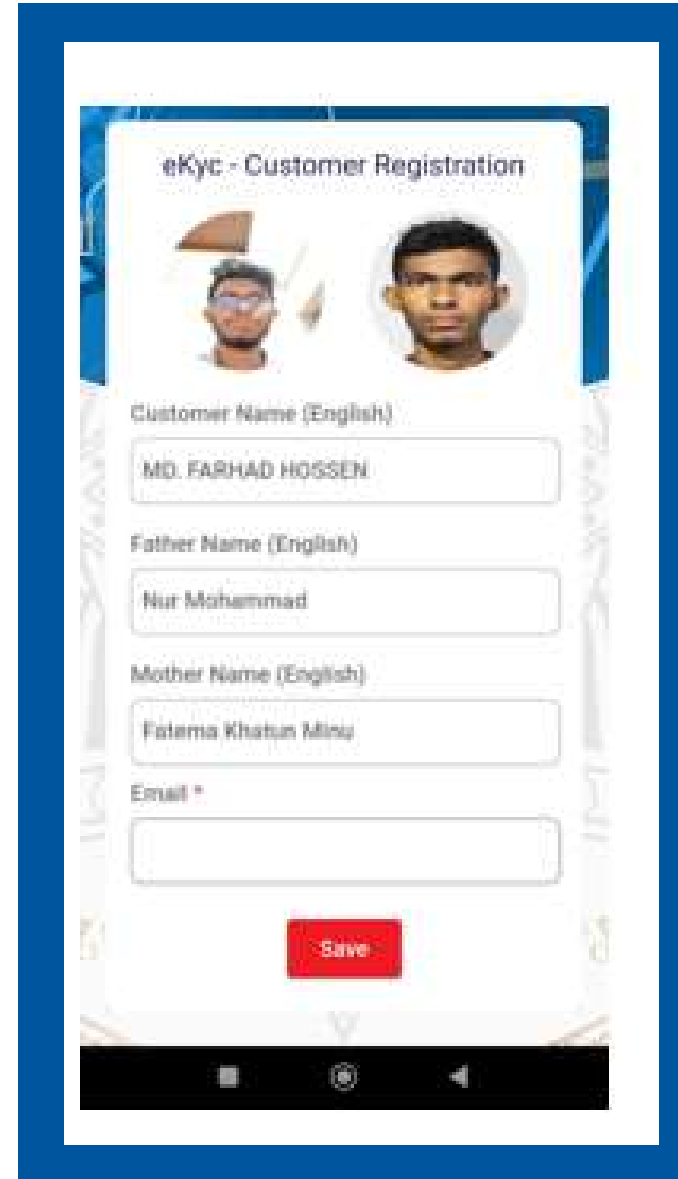 eKyc - Customer Registration
Customer Name (English)
MD. FARHAD HOSSEN
Father Name (English)
Nur Mohammad
Mother Name (English)
Fatema Khatun Minu
Email *
Save